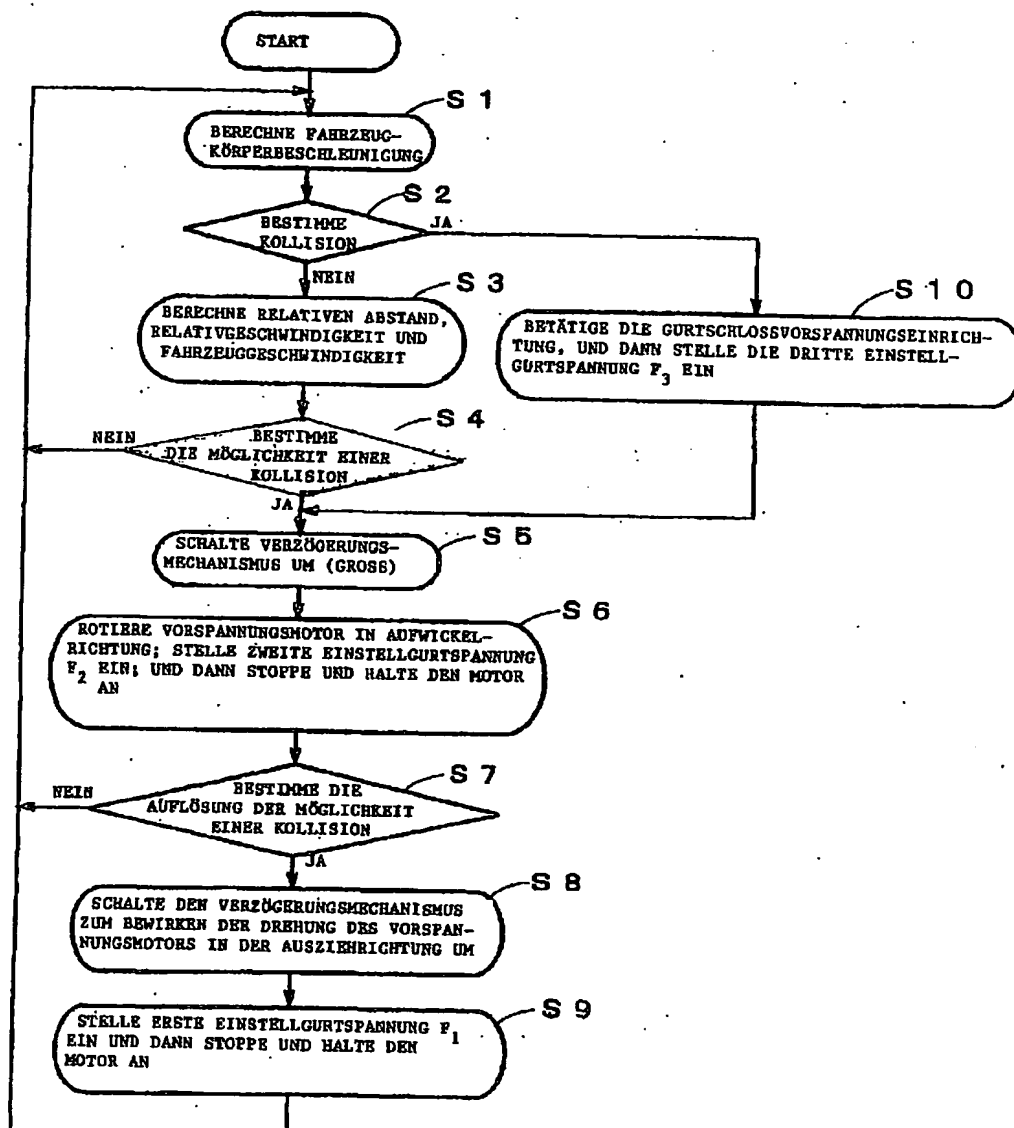 START
S 1
BERECHNE FAHRZEUG-
KÖRPERBESCHLEUNIGUNG
S 2
BESTIMME
KOLLISION
JA
NEIN
S 3
BERECHNE RELATIVEN ABSTAND,
RELATIVGESCHWINDIGKEIT UND
FAHRZEUGGESCHWINDIGKEIT
S 10
BETÄTIGE DIE GURTSCHLOSSVORSPANNUNGSEINRICH-
TUNG, UND DANN STELLE DIE DRITTE EINSTELL-
GURTSPANNUNG F3 EIN
S 4
NEIN
BESTIMME
DIE MÖGLICHKEIT EINER
KOLLISION
JA
S 5
SCHALTE VERZÖGERUNGS-
MECHANISMUS UM (GROSS)
S 6
ROTIERE VORSPANNUNGSMOTOR IN AUFWICKEL-
RICHTUNG; STELLE ZWEITE EINSTELLGURTSPANNUNG
F2 EIN; UND DANN STOPPE UND HALTE DEN MOTOR
AN
S 7
NEIN
BESTIMME DIE
AUFLÖSUNG DER MÖGLICHKEIT
EINER KOLLISION
JA
S 8
SCHALTE DEN VERZÖGERUNGSMECHANISMUS
ZUM BEWIRKEN DER DREHUNG DES VORSPAN-
NUNGSMOTORS IN DER AUSZIEHRICHTUNG UM
S 9
STELLE ERSTE EINSTELLGURTSPANNUNG F1
EIN UND DANN STOPPE UND HALTE DEN
MOTOR AN